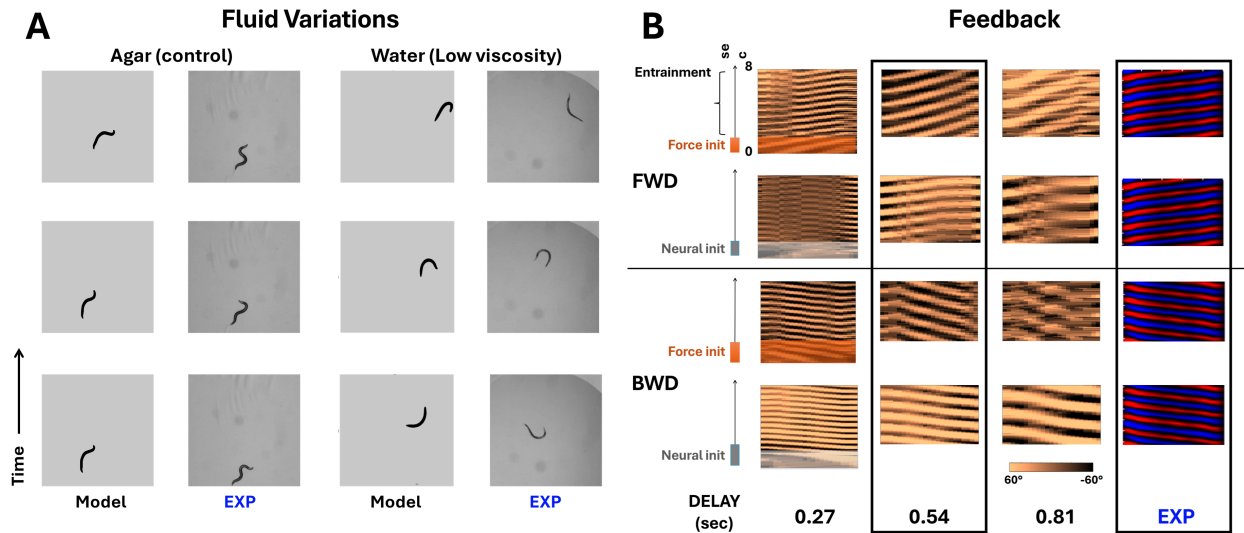 A
Fluid Variations
Agar (control)
Water (Low viscosity)
Time
Model
EXP
Model
EXP
B
Feedback
se
c
8
Entrainment
Force init
0
FWD
Neural init
Force init
BWD
Neural init
60°
-60°
DELAY
(sec)
0.27
0.54
0.81
EXP